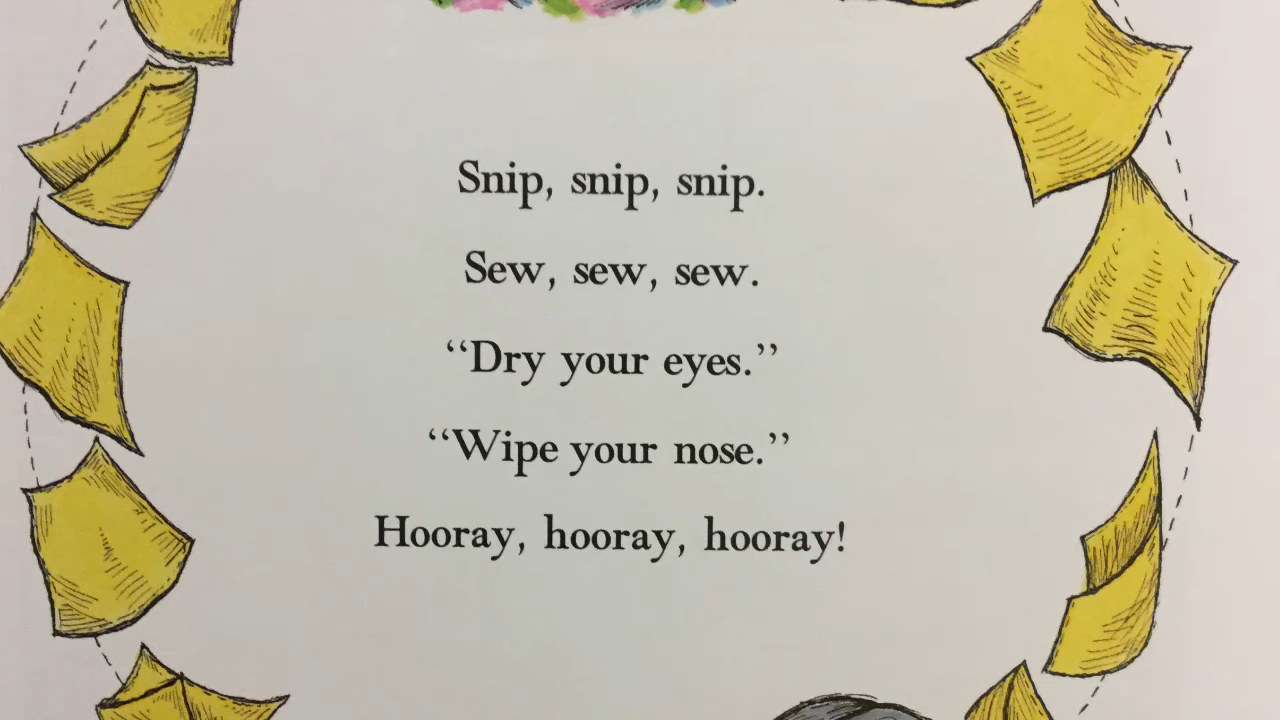 Snip, snip, snip.
Sew, sew, sew.
“Dry your eyes.”
“Wipe your nose.”
Hooray, hooray, hooray!